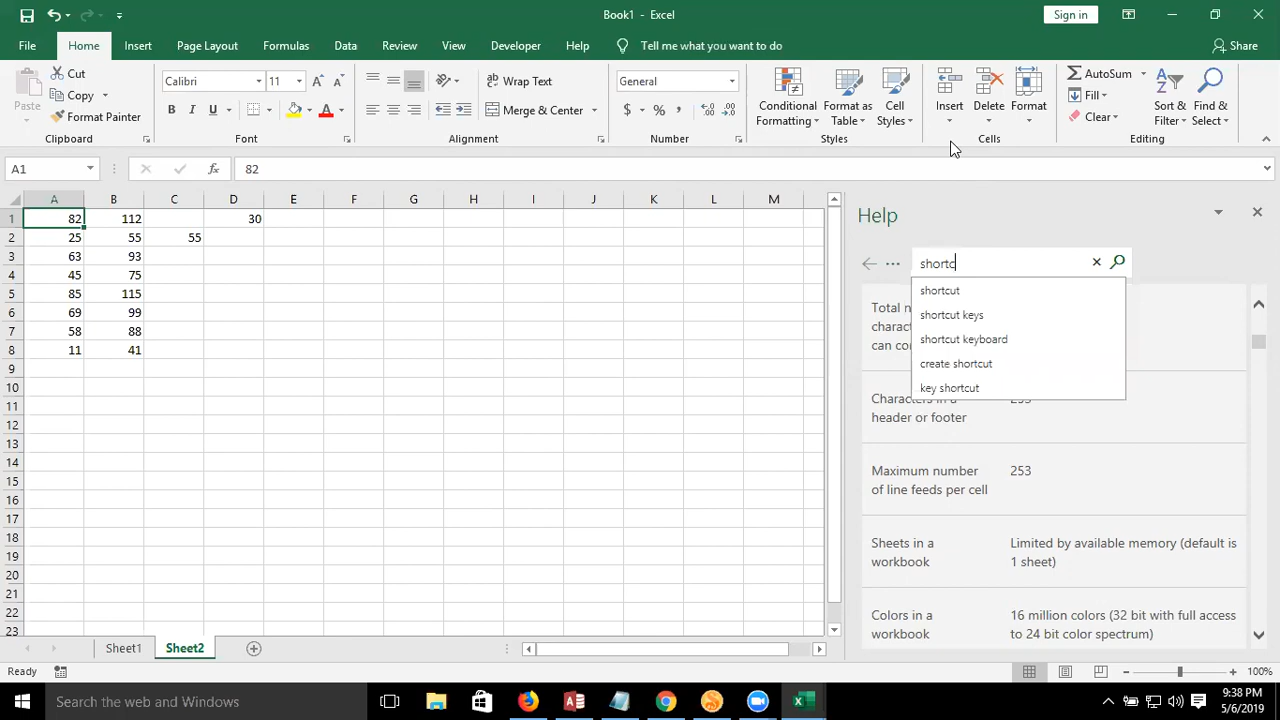 Book1 - Excel
Sign in
File Home Insert Page Layout Formulas Data Review View Developer Help Tell me what you want to do Share
Paste
Cut
Copy
Format Painter
Clipboard
Calibri 11
B I U
Font
Wrap Text
Merge & Center
Alignment
General
$ % ,
Number
Conditional Formatting
Format as Table
Cell Styles
Styles
Insert Delete Format
Cells
AutoSum
Fill
Clear
Sort & Filter
Find & Select
Editing
A1 fx 82
A B C D E F G H I J K L M
1 82 112 30
2 25 55 55
3 63 93
4 45 75
5 85 115
6 69 99
7 58 88
8 11 41
9
10
11
12
13
14
15
16
17
18
19
20
21
22
23
Help
shortc
shortcut
shortcut keys
shortcut keyboard
create shortcut
key shortcut
Total n
charac
can co
Characters in a
header or footer
255
Maximum number
of line feeds per cell
253
Sheets in a
workbook
Limited by available memory (default is
1 sheet)
Colors in a
workbook
16 million colors (32 bit with full access
to 24 bit color spectrum)
Sheet1 Sheet2
Ready
100%
Search the web and Windows
9:38 PM
5/6/2019